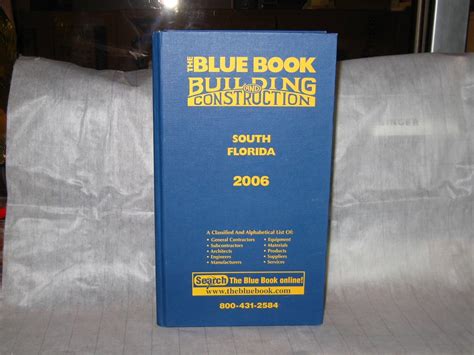 THE BLUE BOOK
BUILDING
AND
CONSTRUCTION
SOUTH
FLORIDA
2006
A Classified And Alphabetical List Of:
• General Contractors
• Subcontractors
• Architects
• Engineers
• Manufacturers
• Equipment
• Materials
• Products
• Suppliers
• Services
Search The Blue Book online!
www.thebluebook.com
800-431-2584
SINGER